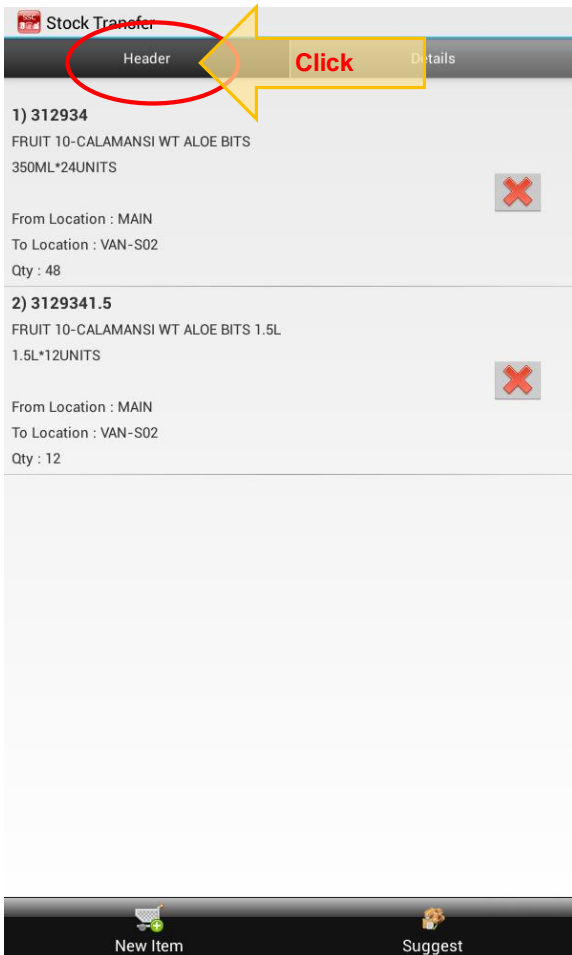 Stock Transfer
Header
Click
Details
1) 312934
FRUIT 10-CALAMANSI WT ALOE BITS
350ML*24UNITS
From Location : MAIN
To Location : VAN-S02
Qty : 48
2) 3129341.5
FRUIT 10-CALAMANSI WT ALOE BITS 1.5L
1.5L*12UNITS
From Location : MAIN
To Location : VAN-S02
Qty : 12
New Item
Suggest